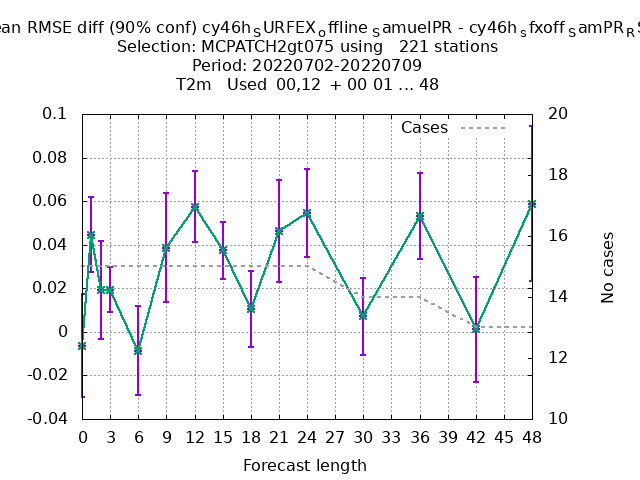 ean RMSE diff (90% conf) cy46h_SURFEX_offline_SamuelPR - cy46h_sfxoff_SamPR_RS
Selection: MCPATCH2gt075 using 221 stations
Period: 20220702-20220709
T2m Used 00,12 + 00 01 ... 48
0.1
0.08
0.06
0.04
0.02
0
-0.02
-0.04
Cases
20
18
16
14
12
10
No cases
0 3 6 9 12 15 18 21 24 27 30 33 36 39 42 45 48
Forecast length